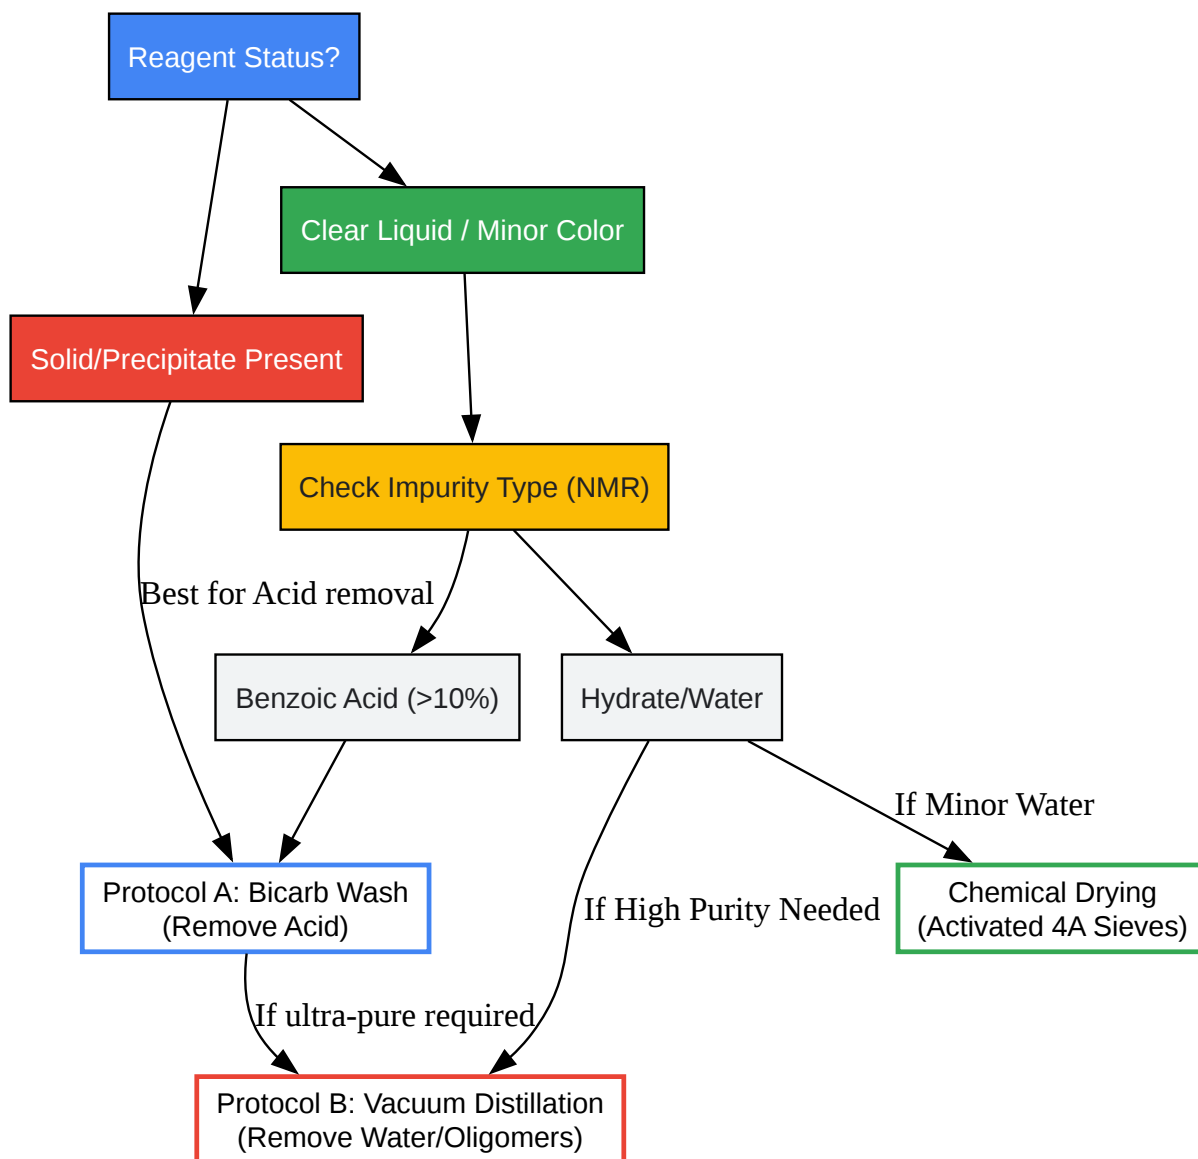 Reagent Status?
Clear Liquid / Minor Color
Solid/Precipitate Present
Check Impurity Type (NMR)
Best for Acid removal
Benzoic Acid (>10%)
Hydrate/Water
If Minor Water
Protocol A: Bicarb Wash
(Remove Acid)
If High Purity Needed
Chemical Drying
(Activated 4A Sieves)
If ultra-pure required
Protocol B: Vacuum Distillation
(Remove Water/Oligomers)